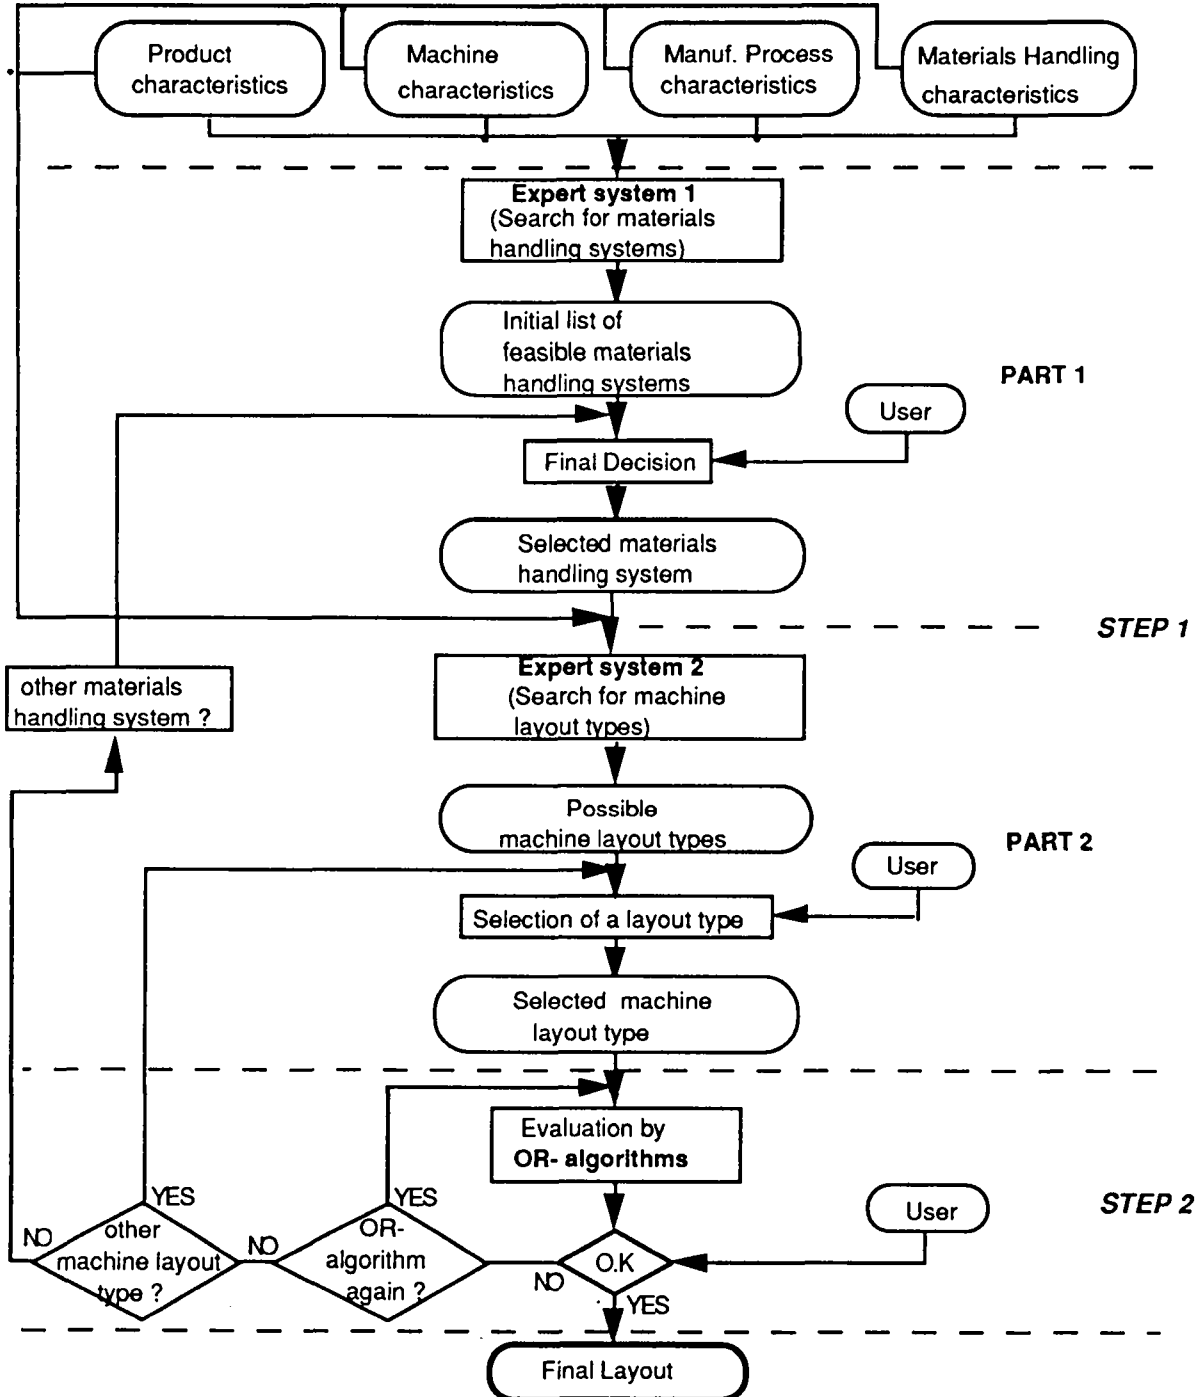 Product
characteristics
Machine
characteristics
Manuf. Process
characteristics
Materials Handling
characteristics
Expert system 1
(Search for materials
handling systems)
Initial list of
feasible materials
handling systems
PART 1
User
Final Decision
Selected materials
handling system
STEP 1
Expert system 2
(Search for machine
layout types)
other materials
handling system ?
Possible
machine layout types
PART 2
User
Selection of a layout type
Selected machine
layout type
Evaluation by
OR- algorithms
STEP 2
User
YES
YES
NO
other
machine layout
type ?
NO
OR-
algorithm
again ?
NO
O.K
YES
Final Layout